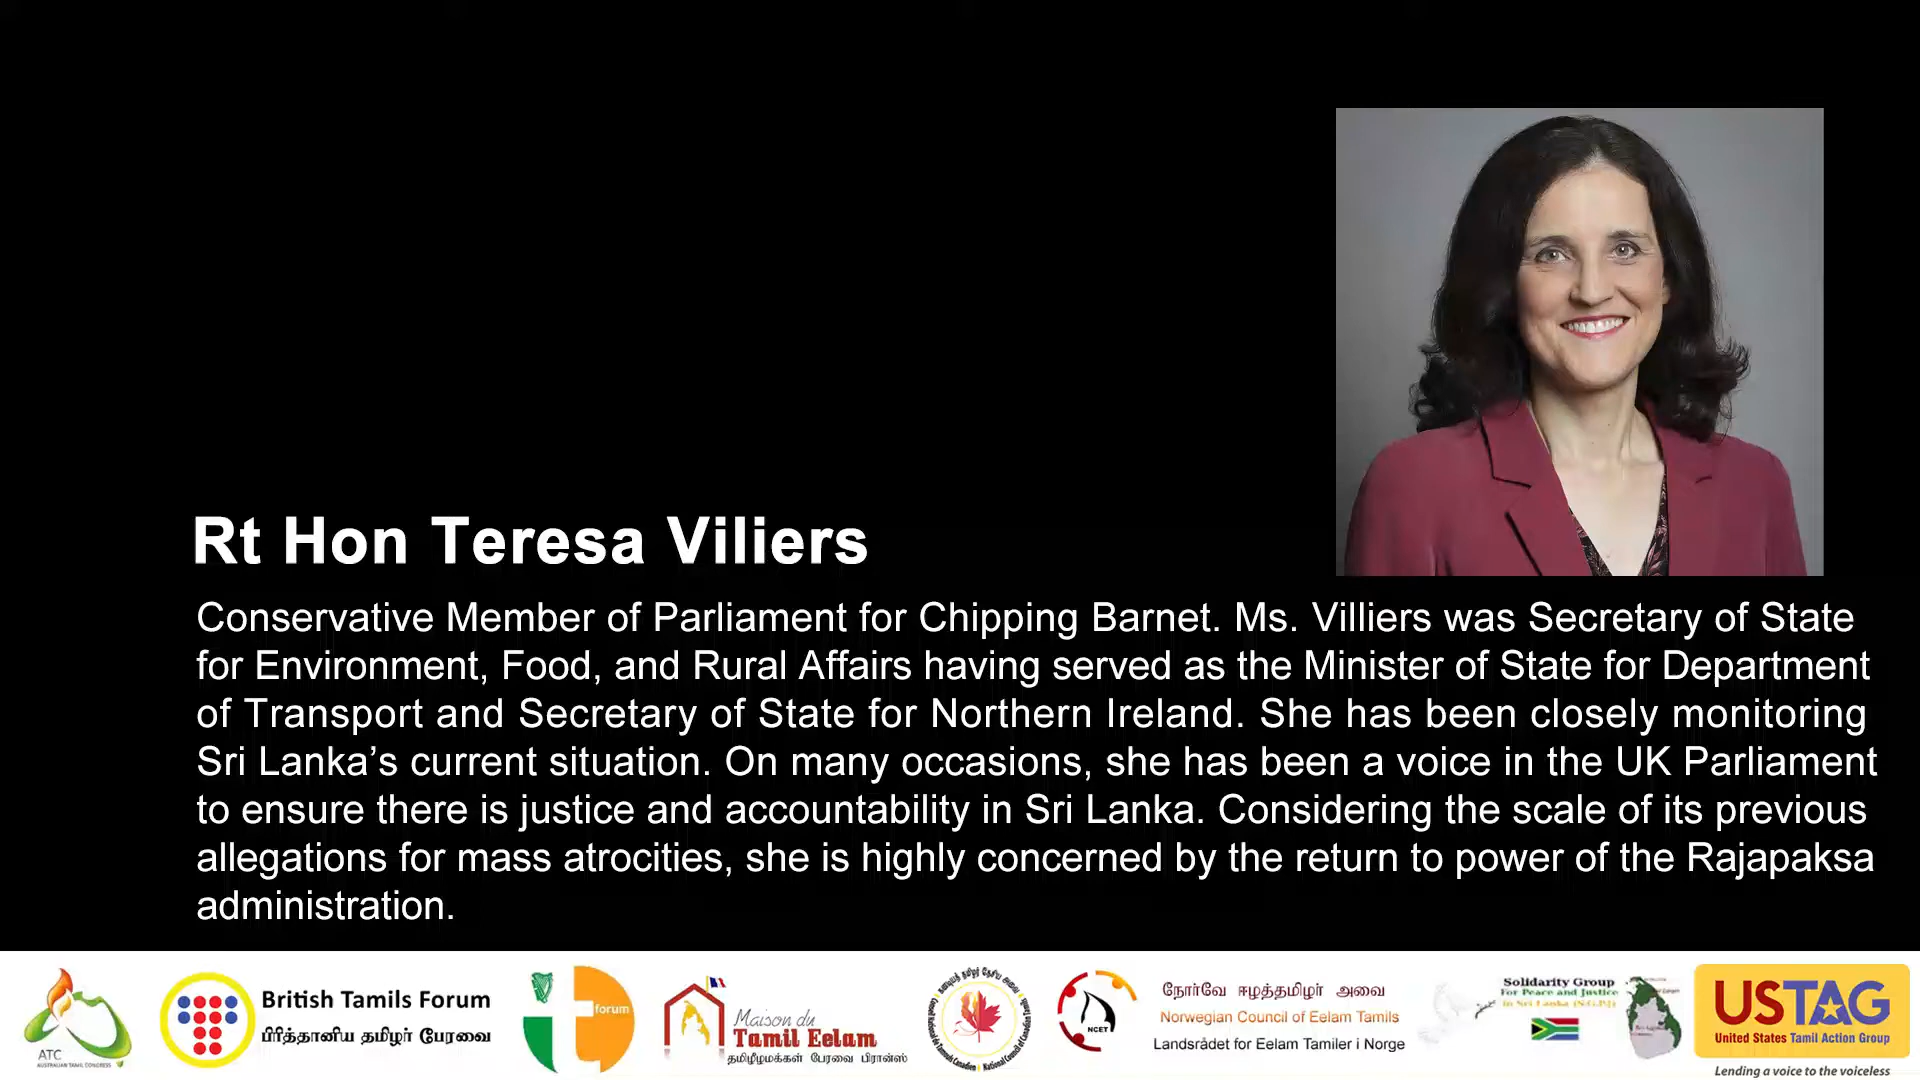 Rt Hon Teresa Viliers
Conservative Member of Parliament for Chipping Barnet. Ms. Villiers was Secretary of State
for Environment, Food, and Rural Affairs having served as the Minister of State for Department
of Transport and Secretary of State for Northern Ireland. She has been closely monitoring
Sri Lanka’s current situation. On many occasions, she has been a voice in the UK Parliament
to ensure there is justice and accountability in Sri Lanka. Considering the scale of its previous
allegations for mass atrocities, she is highly concerned by the return to power of the Rajapaksa
administration.
ATC
AUSTRALIAN TAMIL CONGRESS
British Tamils Forum
பிரித்தானிய தமிழர் பேரவை
forum
Maison du
Tamil Eelam
தமிழீழமக்கள் பேரவை பிரான்ஸ்
NCET
நோர்வே ஈழத்தமிழர் அவை
Norwegian Council of Eelam Tamils
Landsrådet for Eelam Tamiler i Norge
Solidarity Group
For Peace and Justice
in Sri Lanka
USTAG
United States Tamil Action Group
Lending a voice to the voiceless